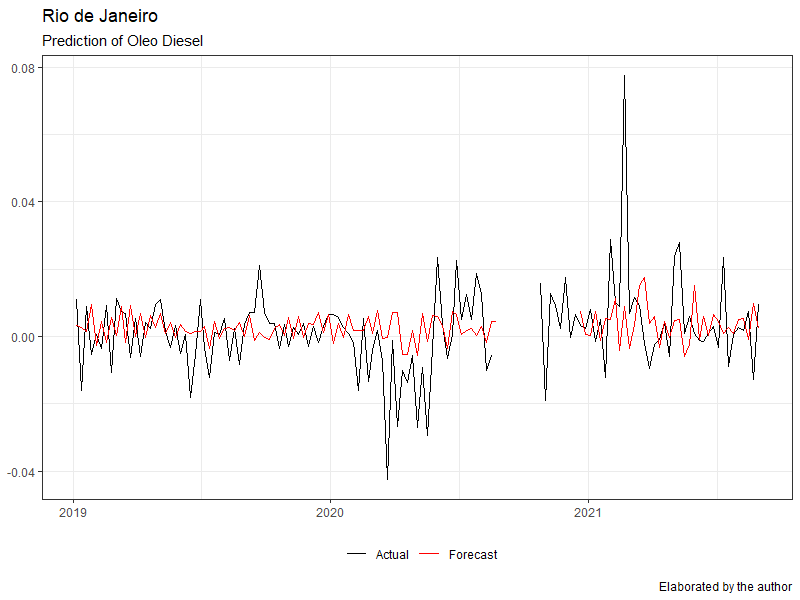 Rio de Janeiro
Prediction of Oleo Diesel
0.08
0.04
0.00
-0.04
2019 2020 2021
Actual Forecast
Elaborated by the author